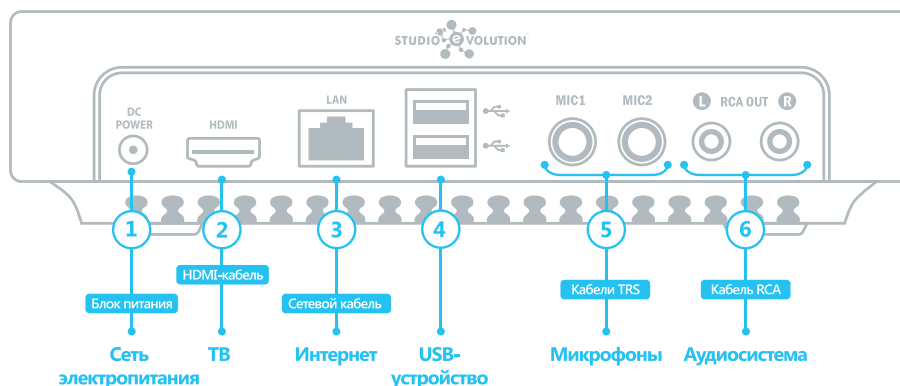 STUDIO EVOLUTION
DC
POWER
HDMI
LAN
MIC1
MIC2
L RCA OUT R
1
2
3
4
5
6
HDMI-кабель
Блок питания
Сетевой кабель
Кабели TRS
Кабель RCA
Сеть
электропитания
ТВ
Интернет
USB-
устройство
Микрофоны
Аудиосистема